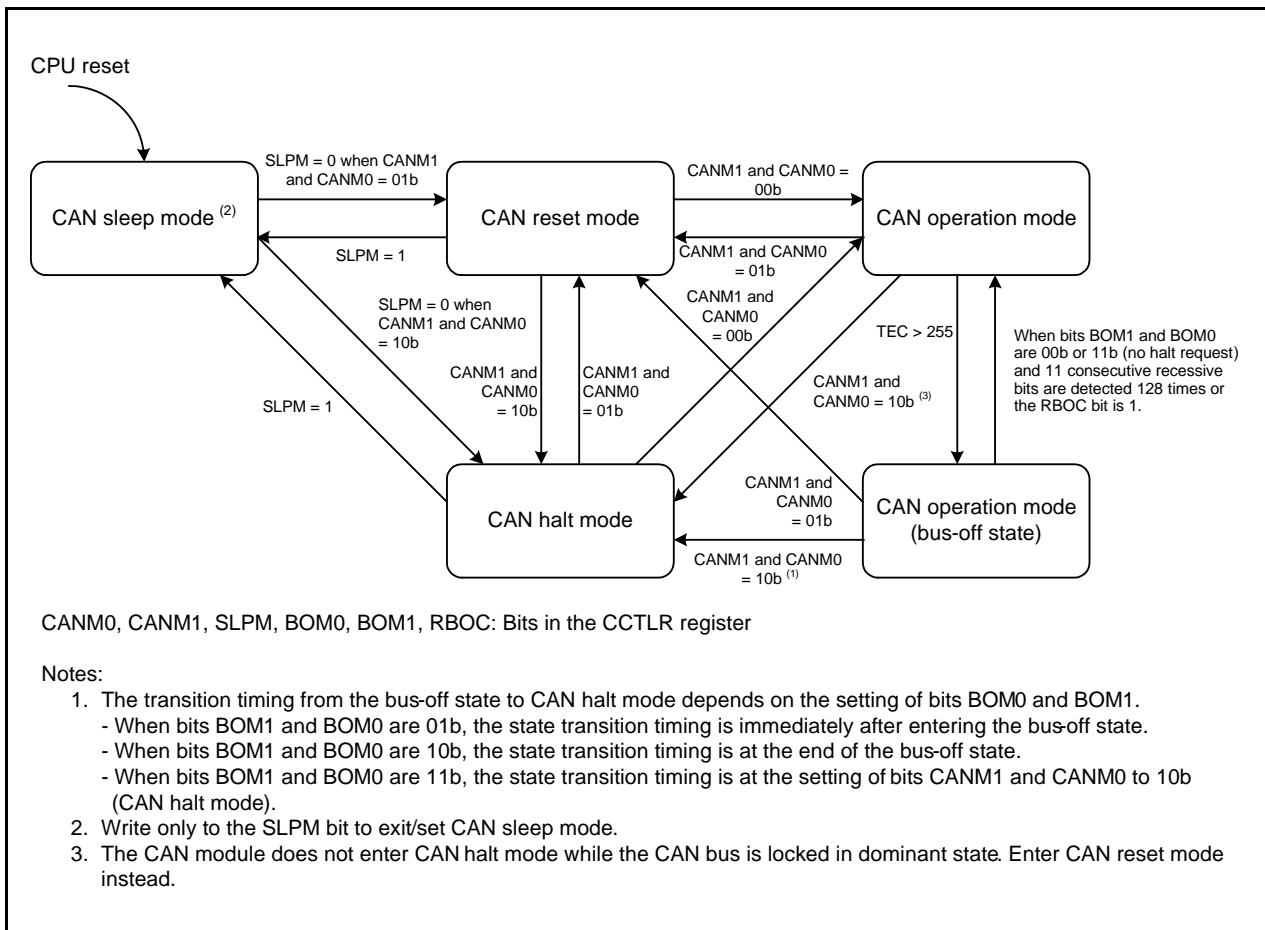 CPU reset
SLPM = 0 when CANM1
and CANM0 = 01b
CANM1 and CANM0 =
00b
CAN sleep mode (2)
CAN reset mode
CAN operation mode
SLPM = 1
CANM1 and CANM0
= 01b
SLPM = 0 when
CANM1 and CANM0
= 10b
CANM1 and
CANM0
= 00b
TEC > 255
When bits BOM1 and BOM0
are 00b or 11b (no halt request)
and 11 consecutive recessive
bits are detected 128 times or
the RBOC bit is 1.
CANM1 and
CANM0
= 10b
CANM1 and
CANM0
= 01b
CANM1 and
CANM0 = 10b (3)
SLPM = 1
CAN halt mode
CANM1 and
CANM0
= 01b
CAN operation mode
(bus-off state)
CANM1 and CANM0
= 10b (1)
CANM0, CANM1, SLPM, BOM0, BOM1, RBOC: Bits in the CCTLR register
Notes:
1. The transition timing from the bus-off state to CAN halt mode depends on the setting of bits BOM0 and BOM1.
- When bits BOM1 and BOM0 are 01b, the state transition timing is immediately after entering the bus-off state.
- When bits BOM1 and BOM0 are 10b, the state transition timing is at the end of the bus-off state.
- When bits BOM1 and BOM0 are 11b, the state transition timing is at the setting of bits CANM1 and CANM0 to 10b
(CAN halt mode).
2. Write only to the SLPM bit to exit/set CAN sleep mode.
3. The CAN module does not enter CAN halt mode while the CAN bus is locked in dominant state. Enter CAN reset mode
instead.